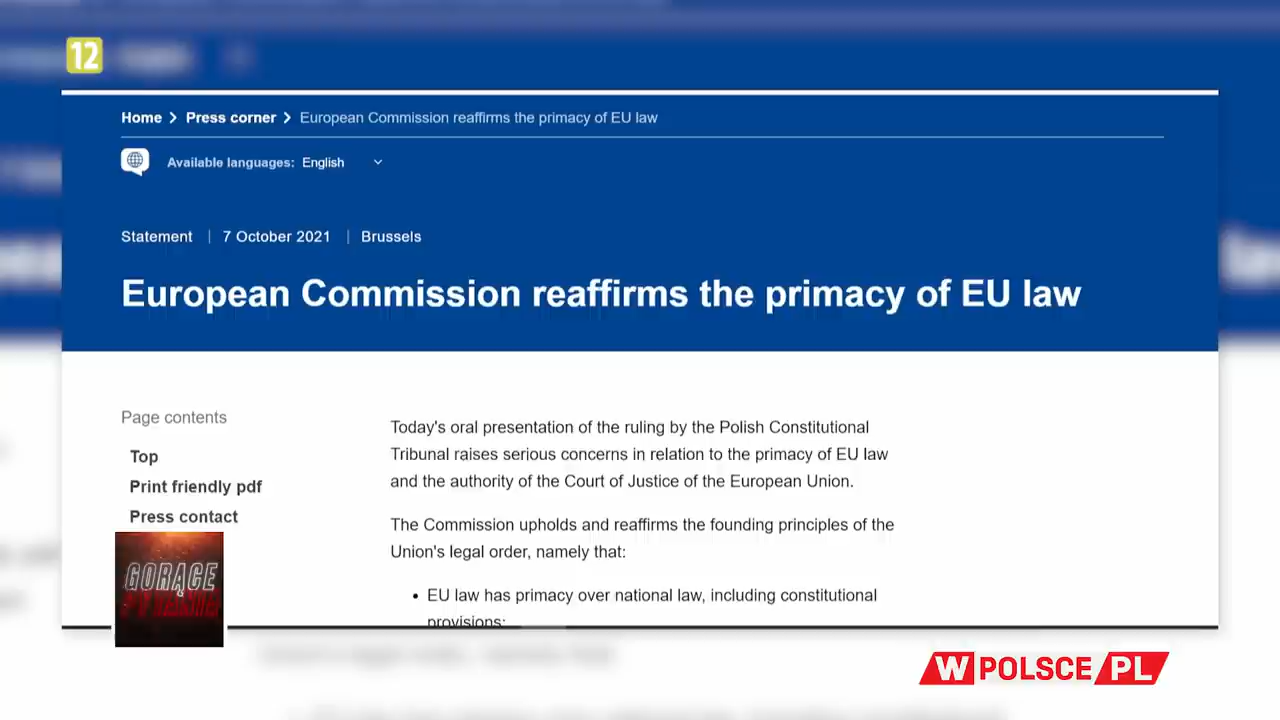 12
Home > Press corner > European Commission reaffirms the primacy of EU law
Available languages: English
Statement | 7 October 2021 | Brussels
European Commission reaffirms the primacy of EU law
Page contents
Top
Print friendly pdf
Press contact
Today's oral presentation of the ruling by the Polish Constitutional
Tribunal raises serious concerns in relation to the primacy of EU law
and the authority of the Court of Justice of the European Union.
The Commission upholds and reaffirms the founding principles of the
Union's legal order, namely that:
• EU law has primacy over national law, including constitutional
provisions;
GORĄCE
W POLSCE PL